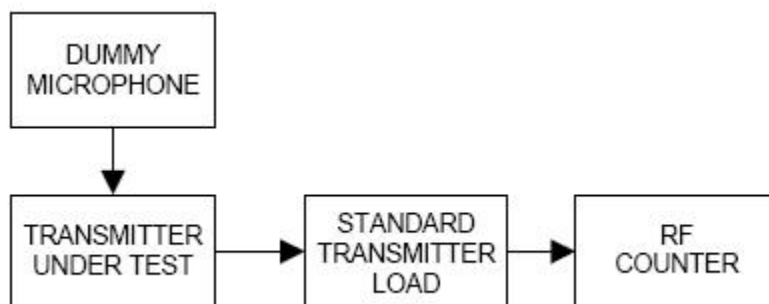 DUMMY
MICROPHONE
TRANSMITTER
UNDER TEST
STANDARD
TRANSMITTER
LOAD
RF
COUNTER